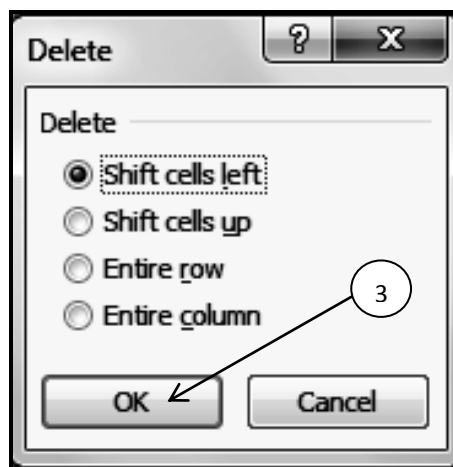 Delete
? X
Delete
Shift cells left
Shift cells up
Entire row
Entire column
3
OK Cancel